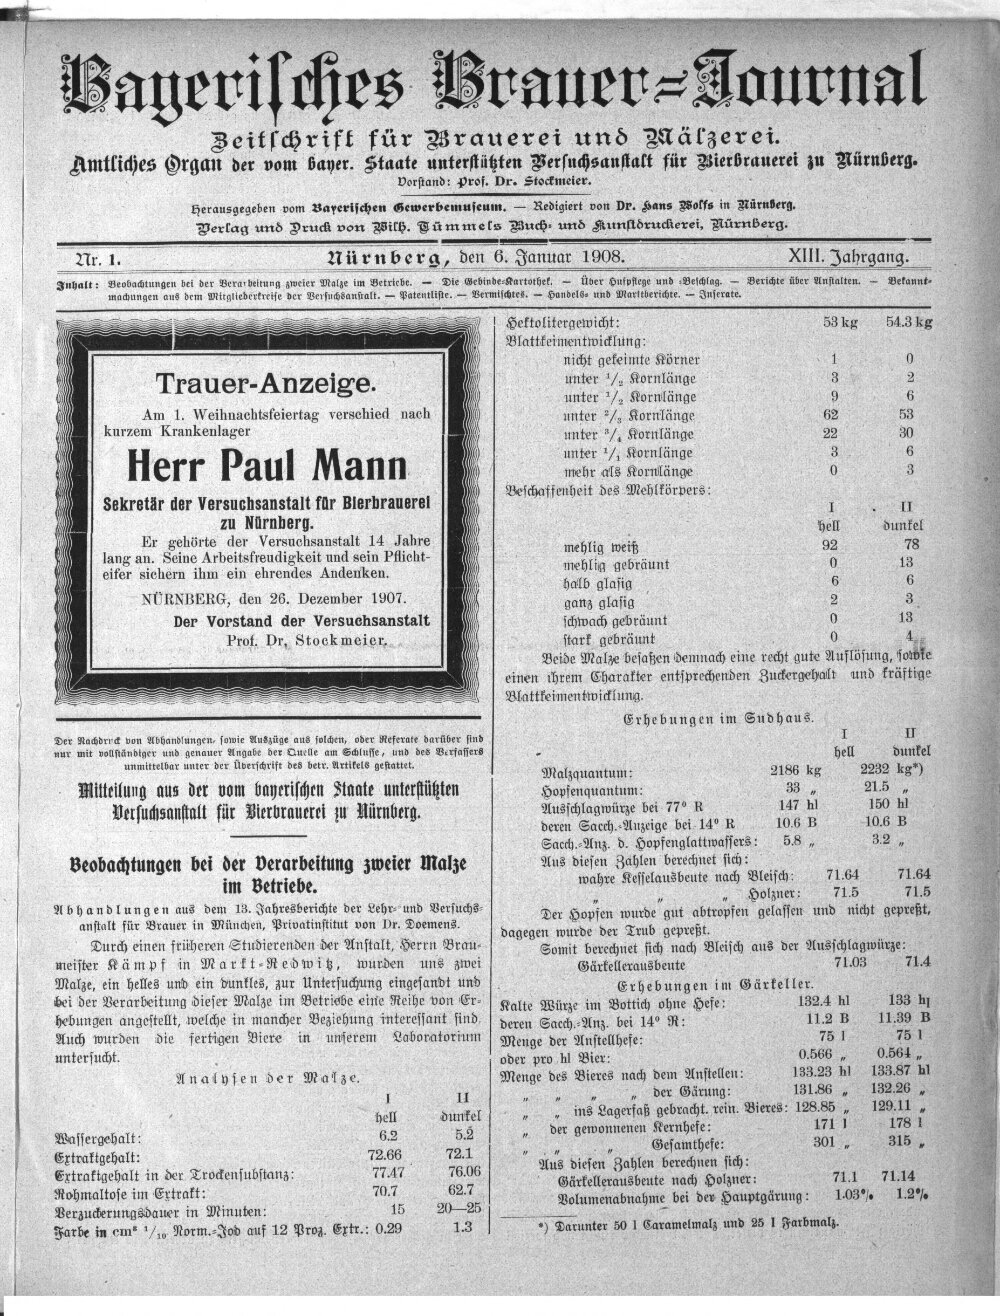 Bayerisches Brauer=Journal
Zeitschrift für Brauerei und Mälzerei.
Amtliches Organ der vom bayer. Staate unterstützten Versuchsanstalt für Bierbrauerei zu Nürnberg.
Vorstand: Prof. Dr. Stockmeier.
Herausgegeben vom Bayerischen Gewerbemuseum. — Redigiert von Dr. Hans Wolfs in Nürnberg.
Verlag und Druck von Wilh. Tümmels Buch- und Kunstdruckerei, Nürnberg.
Nr. 1. Nürnberg, den 6. Januar 1908. XIII. Jahrgang.
Inhalt: Beobachtungen bei der Verarbeitung zweier Malze im Betriebe. — Die Gebinde-Kartothek. — Über Hufpflege und -Beschlag. — Berichte über Anstalten. — Bekannt-
machungen aus dem Mitgliederkreise der Versuchsanstalt. — Patentliste. — Vermischtes. — Handels- und Marktberichte. — Inserate.
Trauer-Anzeige.
Am 1. Weihnachtsfeiertag verschied nach
kurzem Krankenlager
Herr Paul Mann
Sekretär der Versuchsanstalt für Bierbrauerei
zu Nürnberg.
Er gehörte der Versuchsanstalt 14 Jahre
lang an. Seine Arbeitsfreudigkeit und sein Pflicht-
eifer sichern ihm ein ehrendes Andenken.
NÜRNBERG, den 26. Dezember 1907.
Der Vorstand der Versuchsanstalt
Prof. Dr. Stockmeier.
Der Nachdruck von Abhandlungen, sowie Auszüge aus solchen, oder Referate darüber sind
nur mit vollständiger und genauer Angabe der Quelle am Schlusse, und des Verfassers
unmittelbar unter der Überschrift des betr. Artikels gestattet.
Mitteilung aus der vom bayerischen Staate unterstützten
Versuchsanstalt für Bierbrauerei zu Nürnberg.
Beobachtungen bei der Verarbeitung zweier Malze
im Betriebe.
Abhandlungen aus dem 13. Jahresberichte der Lehr- und Versuchs-
anstalt für Brauer in München, Privatinstitut von Dr. Doemens.
Durch einen früheren Studierenden der Anstalt, Herrn Brau-
meister Kämpf in Markt-Redwitz, wurden uns zwei
Malze, ein helles und ein dunkles, zur Untersuchung eingesandt und
bei der Verarbeitung dieser Malze im Betriebe eine Reihe von Er-
hebungen angestellt, welche in mancher Beziehung interessant sind.
Auch wurden die fertigen Biere in unserem Laboratorium
untersucht.
Analysen der Malze.
I II
hell dunkel
Wassergehalt: 6.2 5.2
Extraktgehalt: 72.66 72.1
Extraktgehalt in der Trockensubstanz: 77.47 76.06
Rohmaltose im Extrakt: 70.7 62.7
Verzuckerungsdauer in Minuten: 15 20—25
Farbe in cm³ 1/10 Norm.-Jod auf 12 Proz. Extr.: 0.29 1.3
Hektolitergewicht: 53 kg 54.3 kg
Blattkeimentwicklung:
nicht gekeimte Körner 1 0
unter 1/2 Kornlänge 3 2
unter 1/2 Kornlänge 9 6
unter 2/3 Kornlänge 62 53
unter 3/4 Kornlänge 22 30
unter 1/1 Kornlänge 3 6
mehr als Kornlänge 0 3
Beschaffenheit des Mehlkörpers:
I II
hell dunkel
mehlig weiß 92 78
mehlig gebräunt 0 13
halb glasig 6 6
ganz glasig 2 3
schwach gebräunt 0 13
stark gebräunt 0 4
Beide Malze besaßen demnach eine recht gute Auflösung, sowie
einen ihrem Charakter entsprechenden Zuckergehalt und kräftige
Blattkeimentwicklung.
Erhebungen im Sudhaus.
I II
hell dunkel
Malzquantum: 2186 kg 2232 kg*)
Hopfenquantum: 33 „ 21.5 „
Ausschlagwürze bei 77° R 147 hl 150 hl
deren Sacch.-Anzeige bei 14° R 10.6 B 10.6 B
Sacch.-Anz. d. Hopfenglattwassers: 5.8 „ 3.2 „
Aus diesen Zahlen berechnet sich:
wahre Kesselausbeute nach Bleisch: 71.64 71.64
„ „ „ Holzner: 71.5 71.5
Der Hopfen wurde gut abtropfen gelassen und nicht gepreßt,
dagegen wurde der Trub gepreßt.
Somit berechnet sich nach Bleisch aus der Ausschlagwürze:
Gärkellerausbeute 71.03 71.4
Erhebungen im Gärkeller.
Kalte Würze im Bottich ohne Hefe: 132.4 hl 133 hl
deren Sacch.-Anz. bei 14° R: 11.2 B 11.39 B
Menge der Anstellhefe: 75 l 75 l
oder pro hl Bier: 0.566 „ 0.564 „
Menge des Bieres nach dem Anstellen: 133.23 hl 133.87 hl
„ „ „ „ der Gärung: 131.86 „ 132.26 „
„ „ ins Lagerfaß gebracht. rein. Bieres: 128.85 „ 129.11 „
„ der gewonnenen Kernhefe: 171 l 178 l
„ „ „ Gesamthefe: 301 „ 315 „
Aus diesen Zahlen berechnen sich:
Gärkellerausbeute nach Holzner: 71.1 71.14
Volumenabnahme bei der Hauptgärung: 1.03% 1.2%
*) Darunter 50 l Caramelmalz und 25 l Farbmalz.